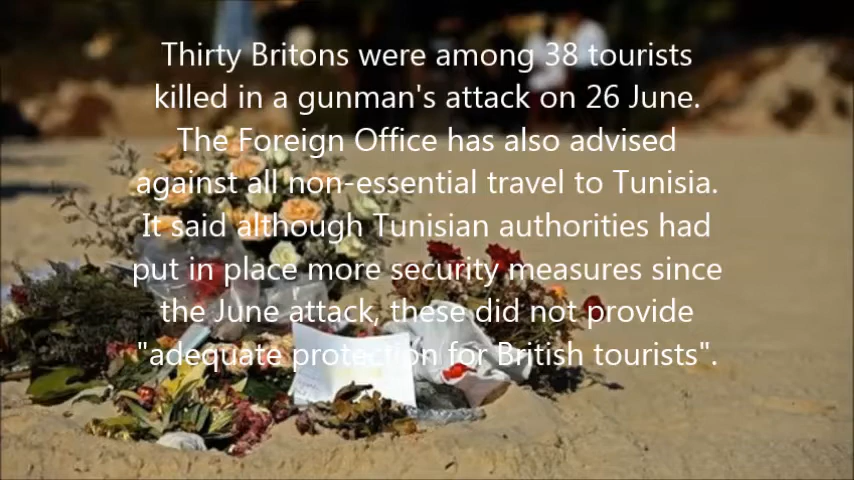 Thirty Britons were among 38 tourists
killed in a gunman's attack on 26 June.
The Foreign Office has also advised
against all non-essential travel to Tunisia.
It said although Tunisian authorities had
put in place more security measures since
the June attack, these did not provide
"adequate protection for British tourists".